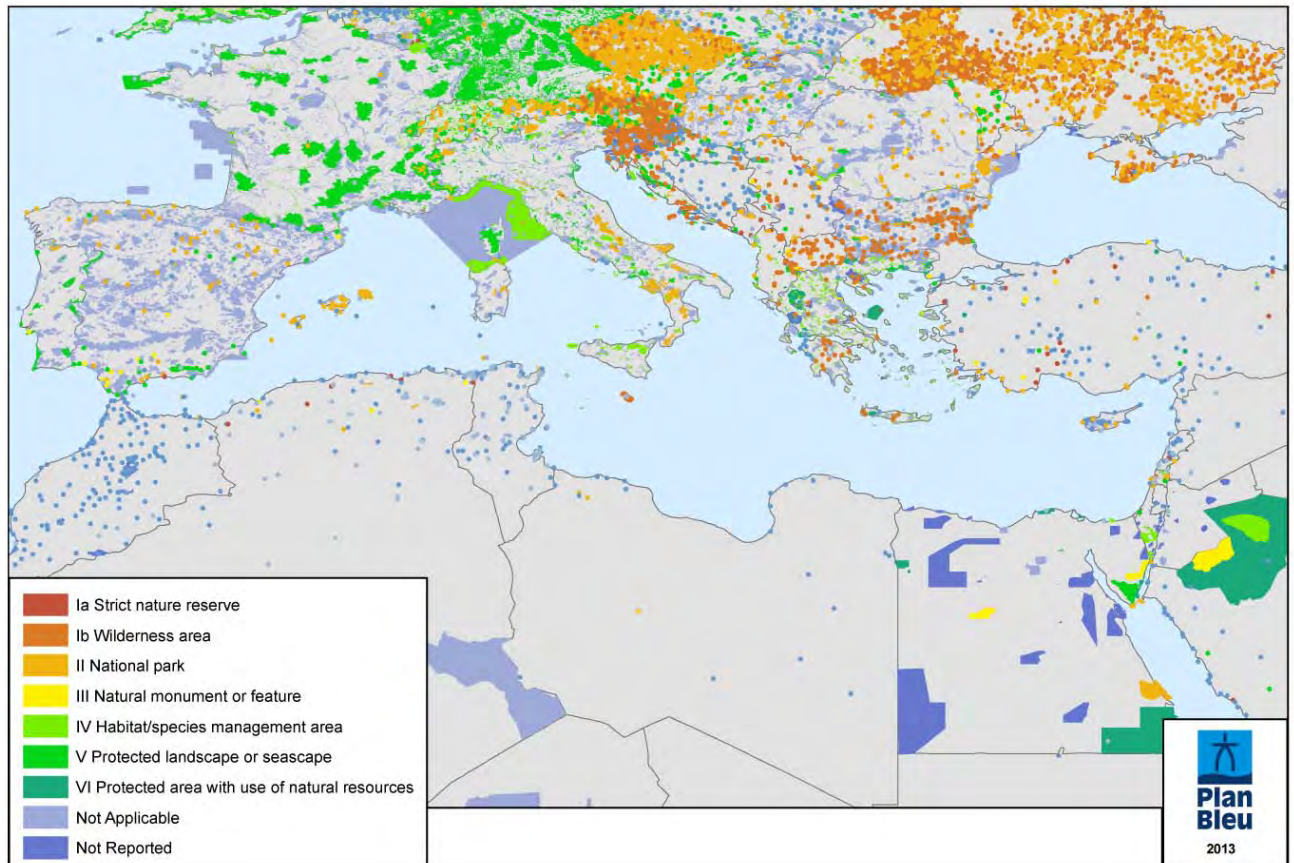 Ia Strict nature reserve
Ib Wilderness area
II National park
III Natural monument or feature
IV Habitat/species management area
V Protected landscape or seascape
VI Protected area with use of natural resources
Not Applicable
Not Reported
Plan
Bleu
2013